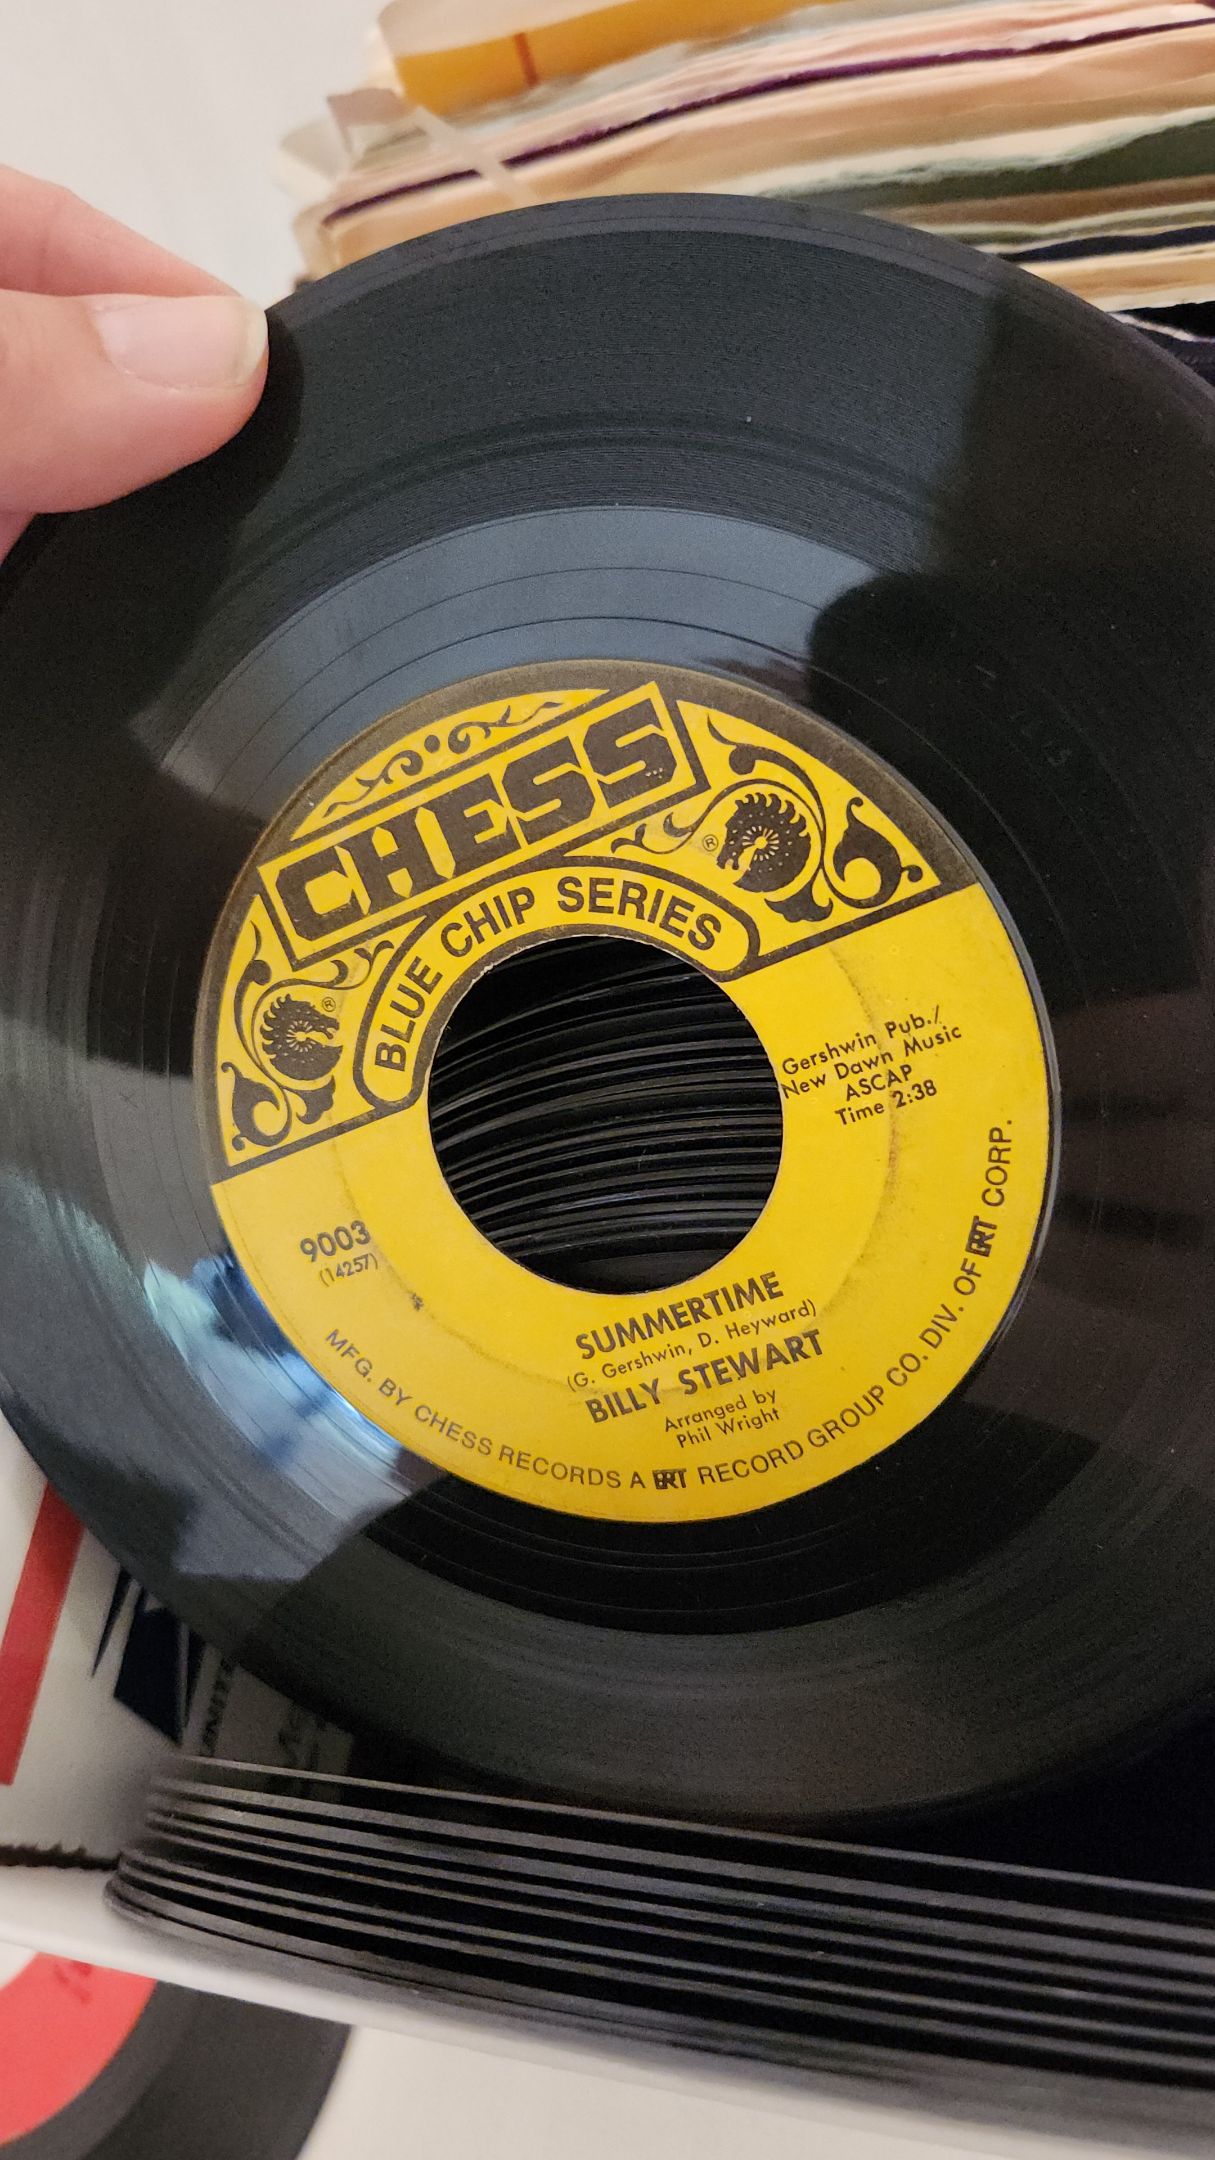 CHESS
BLUE CHIP SERIES
®
®
Gershwin Pub./
New Dawn Music
ASCAP
Time 2:38
9003
(14257)
SUMMERTIME
(G. Gershwin, D. Heyward)
BILLY STEWART
Arranged by
Phil Wright
MFG. BY CHESS RECORDS A GRT RECORD GROUP CO. DIV. OF GRT CORP.